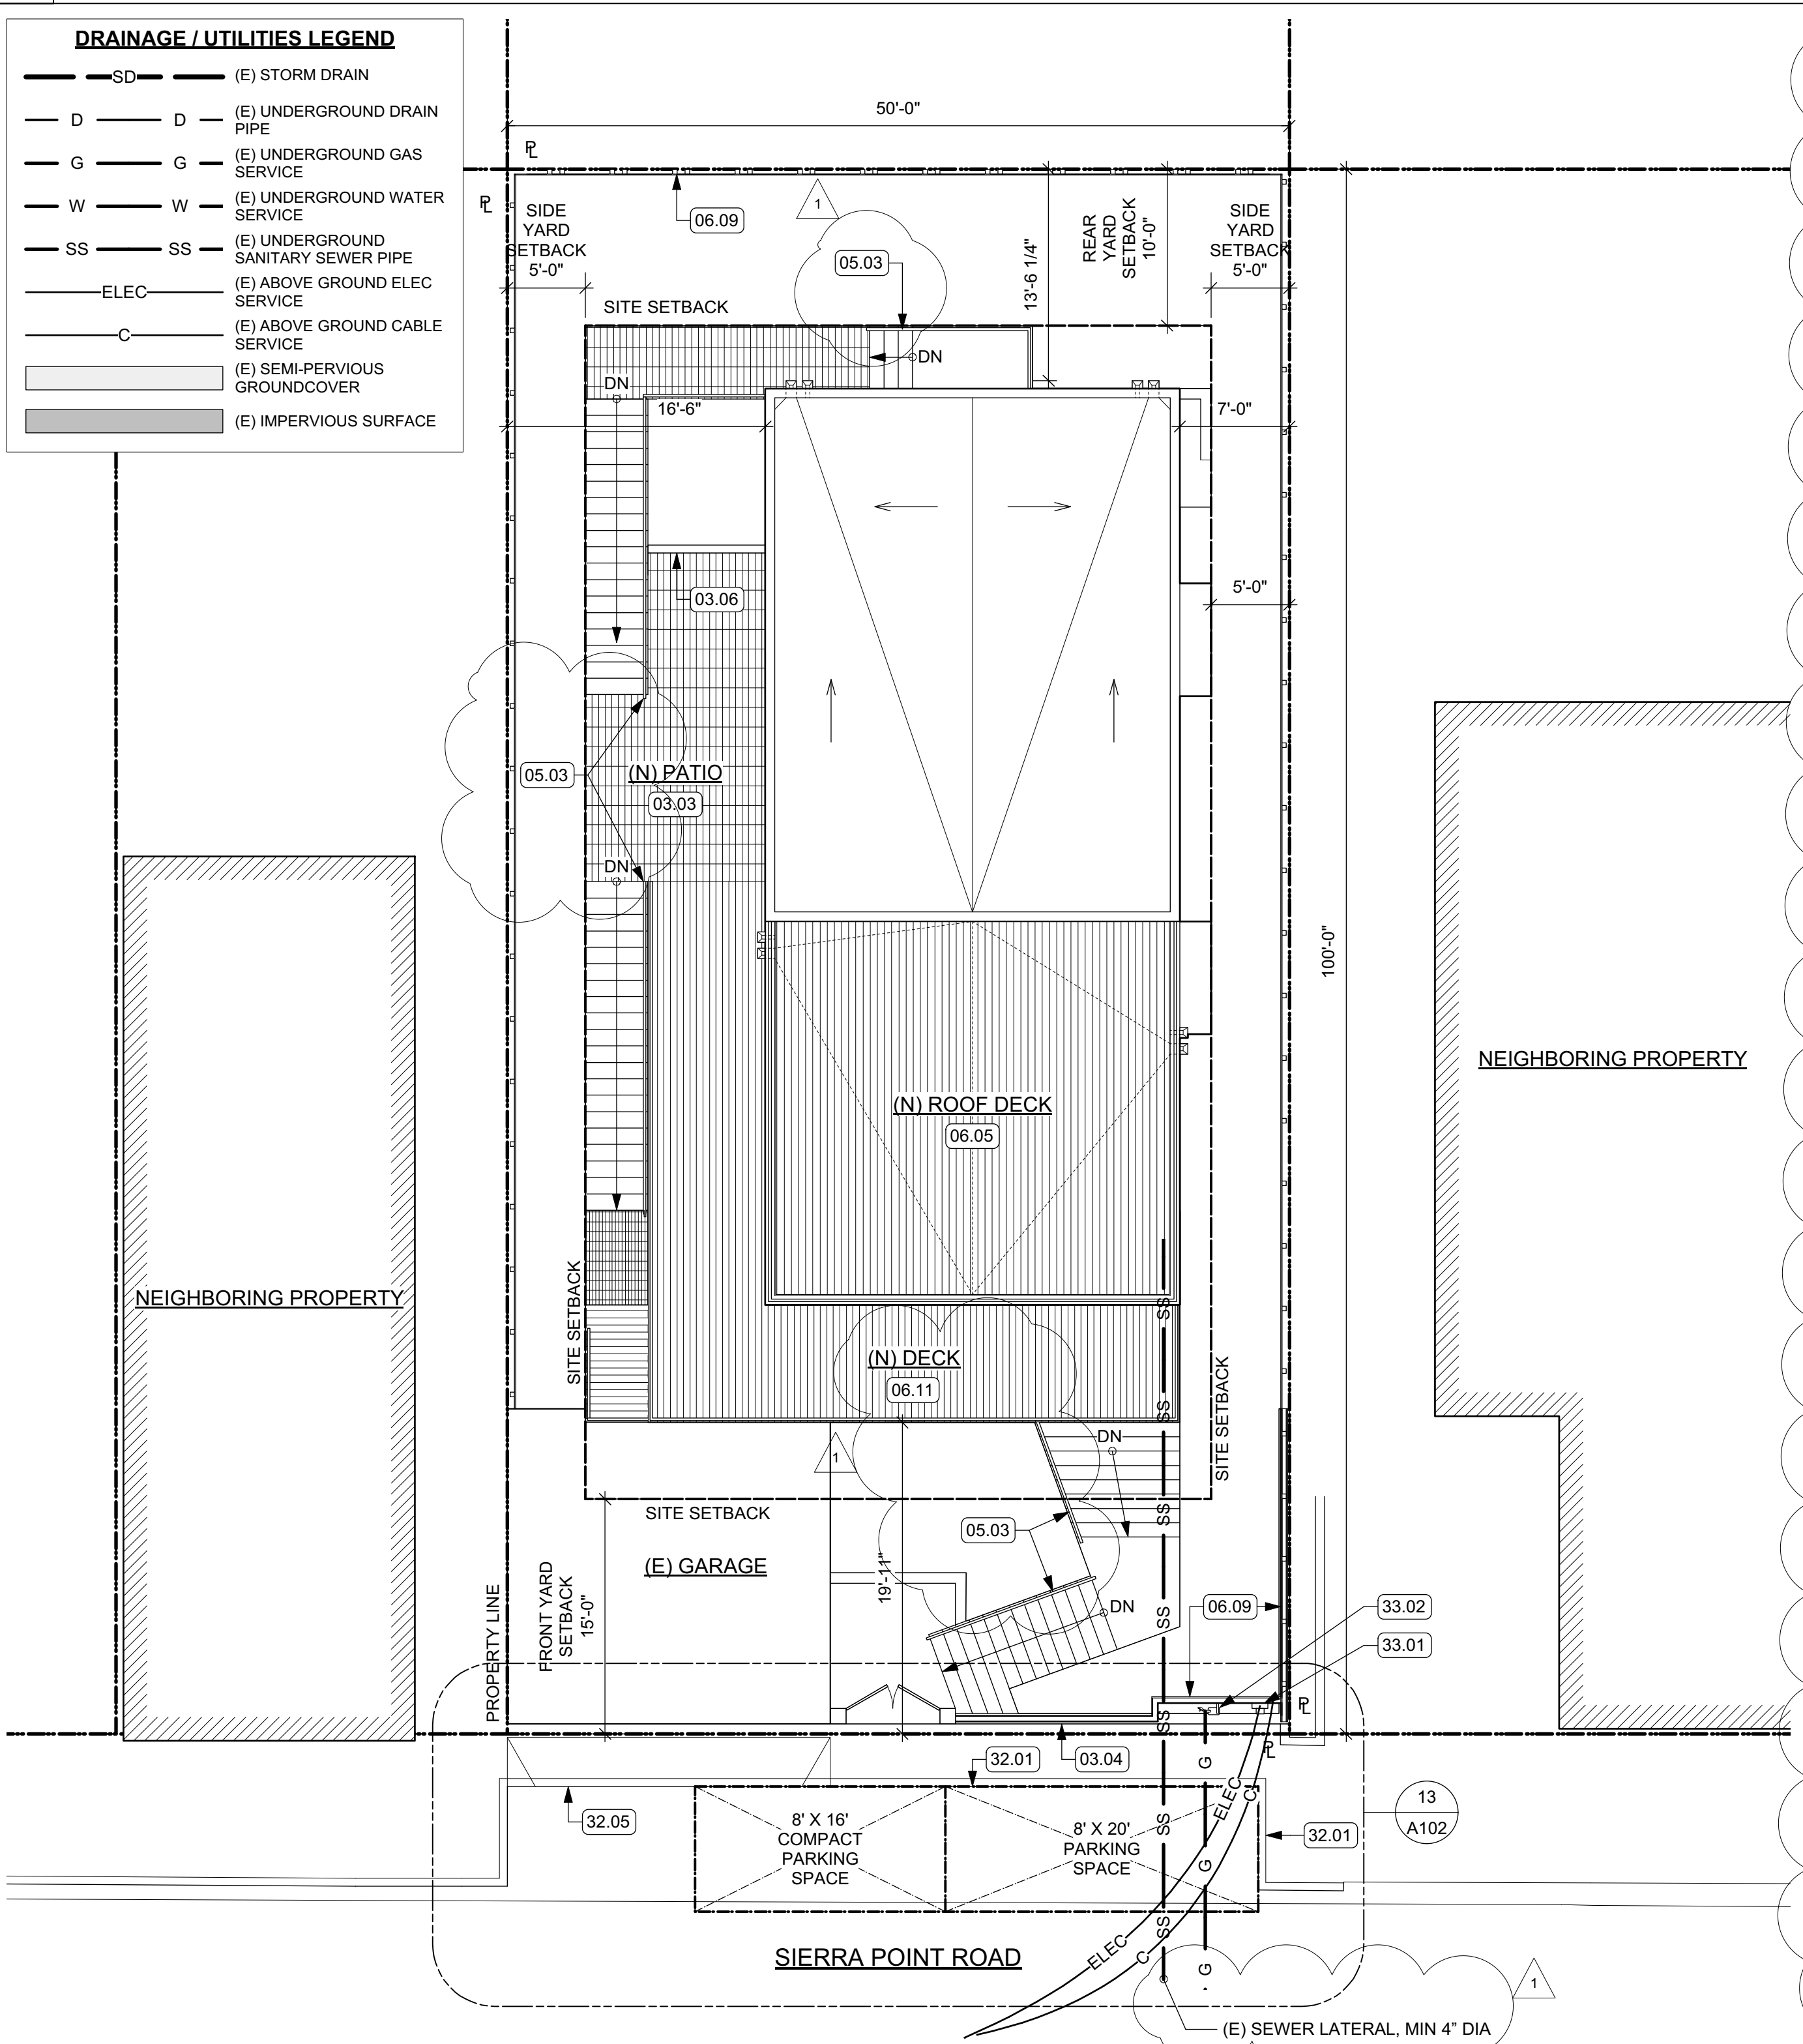 DRAINAGE / UTILITIES LEGEND
SD
(E) STORM DRAIN
D D
(E) UNDERGROUND DRAIN
PIPE
G G
(E) UNDERGROUND GAS
SERVICE
W W
(E) UNDERGROUND WATER
SERVICE
SS SS
(E) UNDERGROUND
SANITARY SEWER PIPE
ELEC
(E) ABOVE GROUND ELEC
SERVICE
C
(E) ABOVE GROUND CABLE
SERVICE
(E) SEMI-PERVIOUS
GROUNDCOVER
(E) IMPERVIOUS SURFACE
50'-0"
PL
PL
SIDE
YARD
SETBACK
5'-0"
06.09
1
05.03
13'-6 1/4"
REAR
YARD
SETBACK
10'-0"
SIDE
YARD
SETBACK
5'-0"
SITE SETBACK
DN
DN
16'-6"
7'-0"
03.06
5'-0"
05.03
(N) PATIO
03.03
DN
100'-0"
NEIGHBORING PROPERTY
(N) ROOF DECK
06.05
NEIGHBORING PROPERTY
SITE SETBACK
SS
(N) DECK
06.11
SS
SITE SETBACK
DN
1
SITE SETBACK
SS
05.03
(E) GARAGE
19'-11"
PROPERTY LINE
FRONT YARD
SETBACK
15'-0"
DN
SS
06.09
33.02
33.01
PL
SS
PL
32.01
03.04
G
32.05
8' X 16'
COMPACT
PARKING
SPACE
8' X 20'
PARKING
SPACE
SS
ELEC
C
G
32.01
13
A102
SIERRA POINT ROAD
ELEC
C
SS
G
1
(E) SEWER LATERAL, MIN 4” DIA